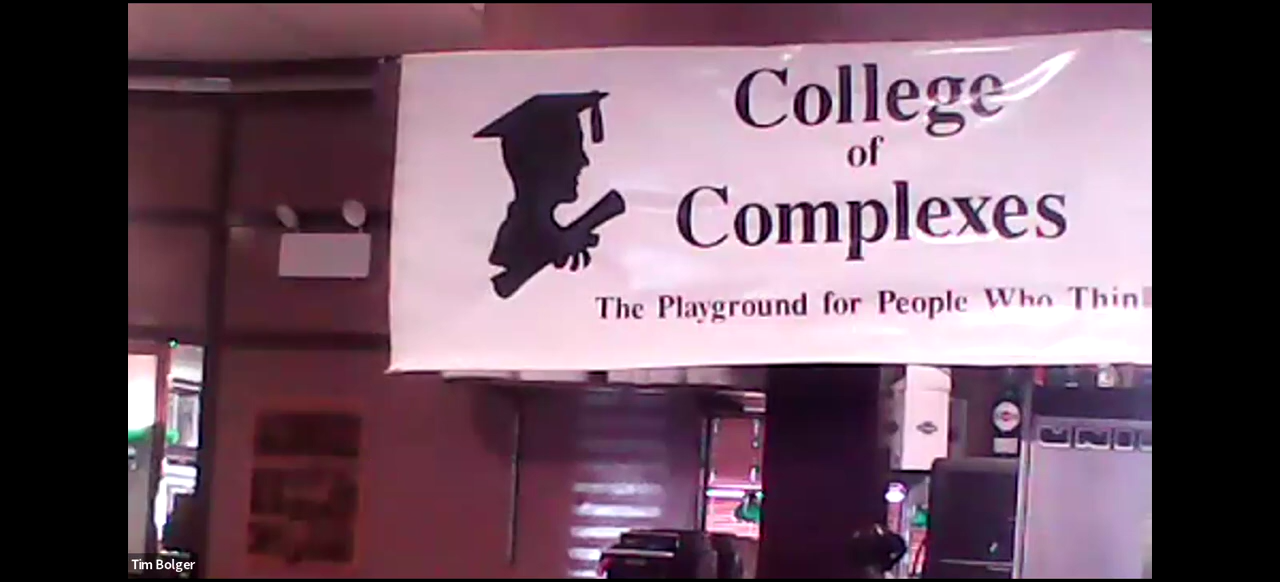 College
of
Complexes
The Playground for People Who Thin
Tim Bolger